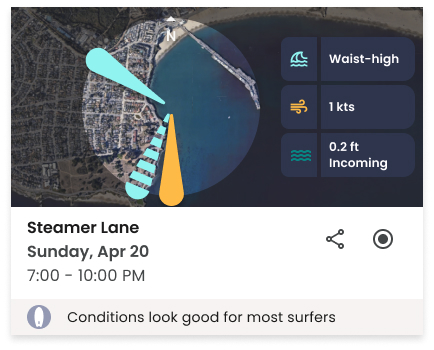 N
Waist-high
1 kts
0.2 ft
Incoming
Steamer Lane
Sunday, Apr 20
7:00 - 10:00 PM
Conditions look good for most surfers